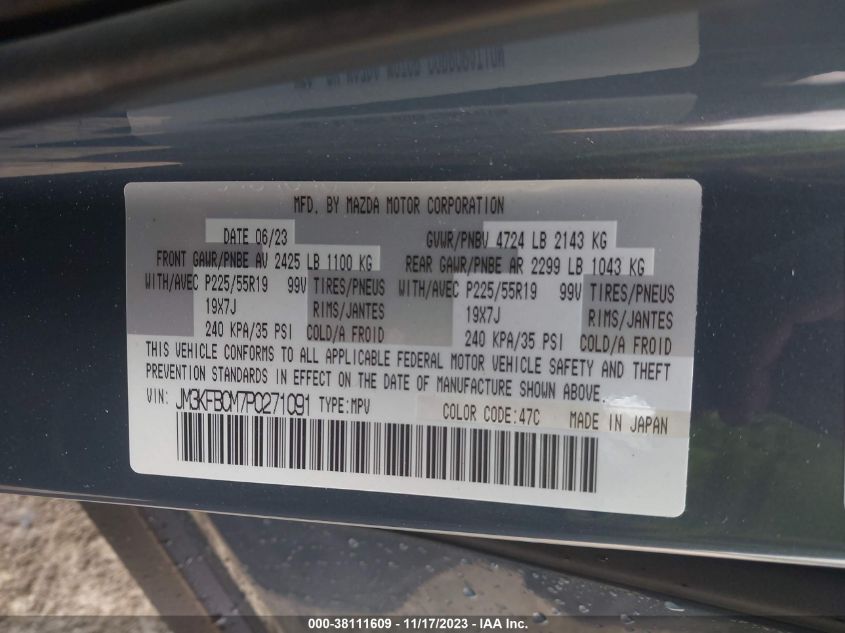 MFD. BY MAZDA MOTOR CORPORATION
DATE 06/23 GVWR/PNBV 4724 LB 2143 KG
FRONT GAWR/PNBE AV 2425 LB 1100 KG REAR GAWR/PNBE AR 2299 LB 1043 KG
WITH/AVEC P225/55R19 99V TIRES/PNEUS WITH/AVEC P225/55R19 99V TIRES/PNEUS
19X7J RIMS/JANTES 19X7J RIMS/JANTES
240 KPA/35 PSI COLD/A FROID 240 KPA/35 PSI COLD/A FROID
THIS VEHICLE CONFORMS TO ALL APPLICABLE FEDERAL MOTOR VEHICLE SAFETY AND THEFT
PREVENTION STANDARDS IN EFFECT ON THE DATE OF MANUFACTURE SHOWN ABOVE.
VIN: JM3KFBCM7P0271091 TYPE:MPV COLOR CODE:47C MADE IN JAPAN
000-38111609 - 11/17/2023 - IAAI Inc.